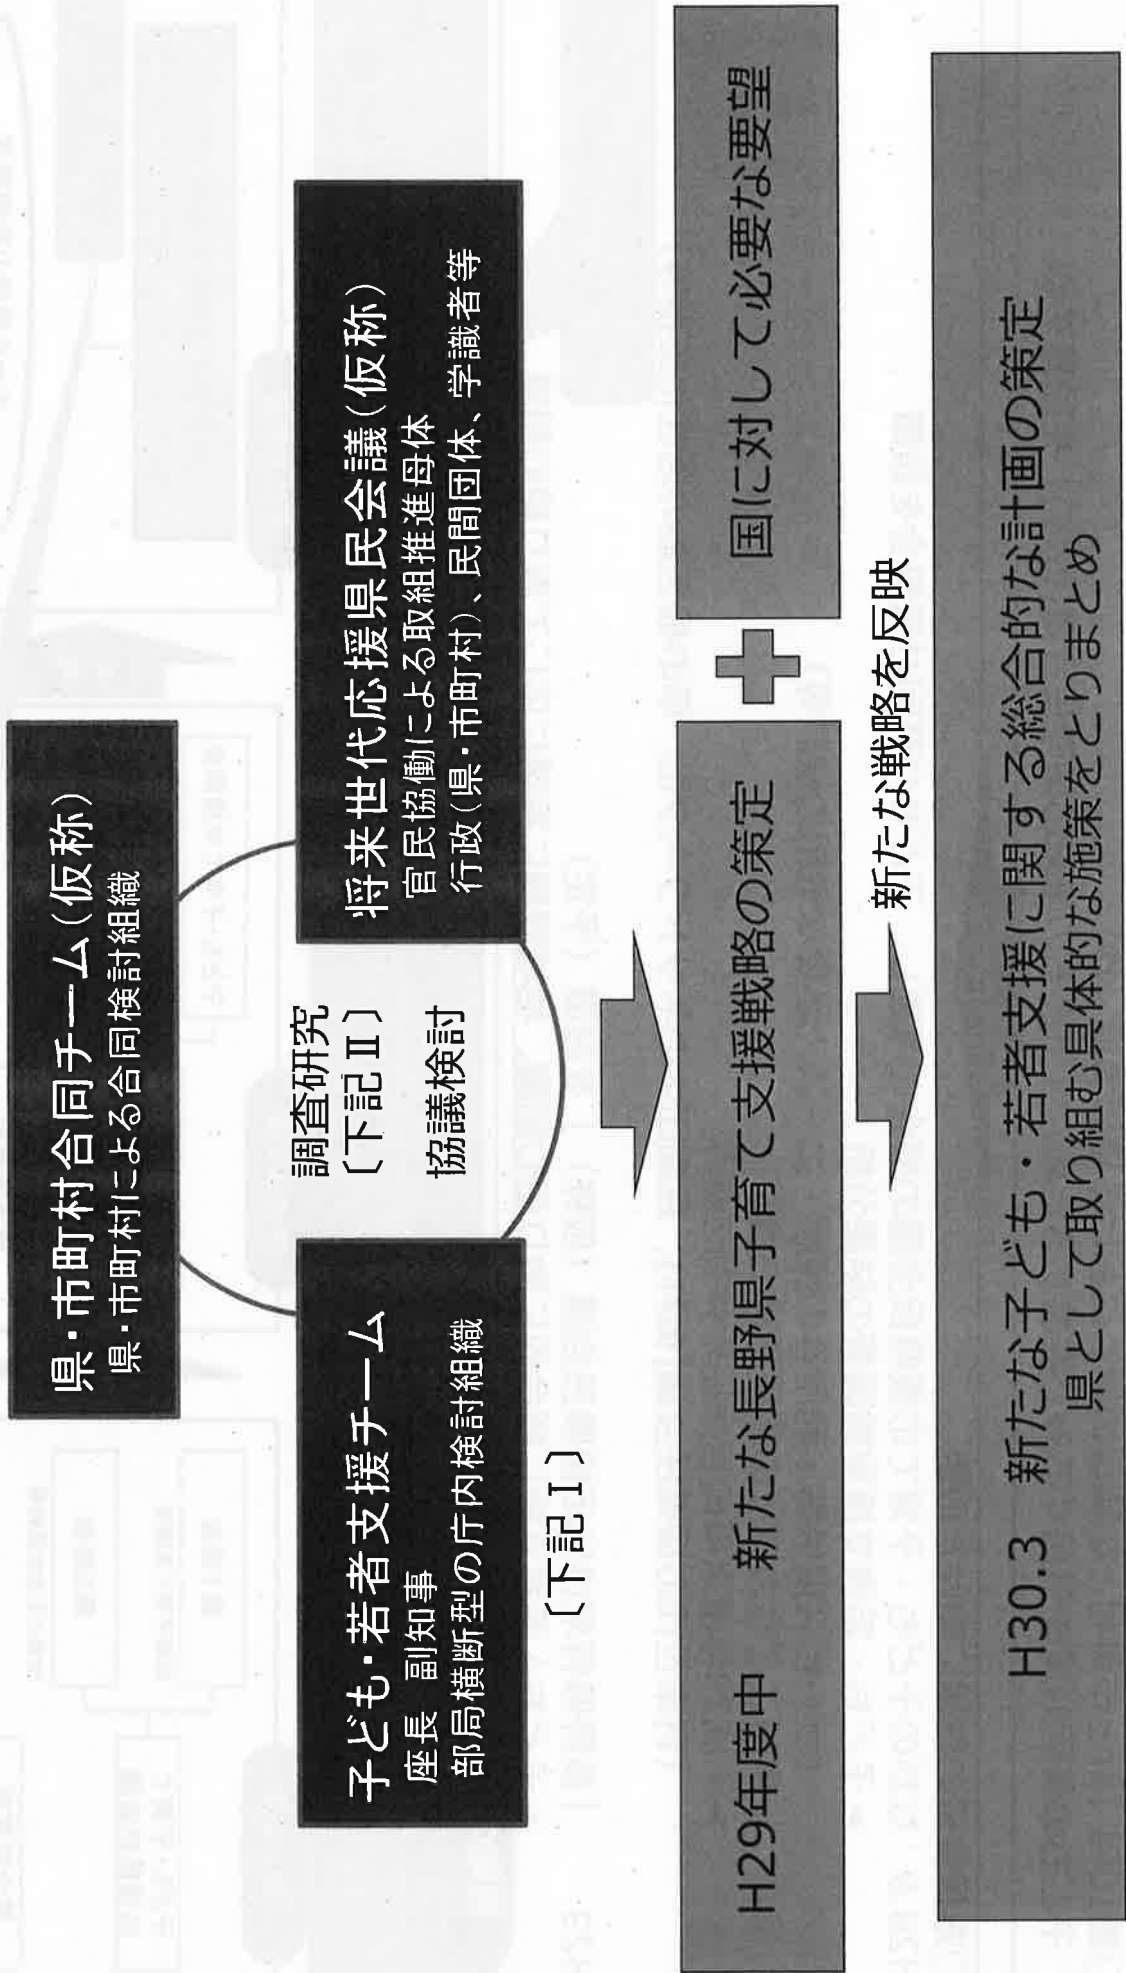 県・市町村合同チーム(仮称)
県・市町村による合同検討組織
子ども・若者支援チーム
座長　副知事
部局横断型の庁内検討組織
〔下記Ⅰ〕
調査研究
〔下記Ⅱ〕
協議検討
将来世代応援県民会議(仮称)
官民協働による取組推進母体
行政(県・市町村)、民間団体、学識者等
H29年度中　新たな長野県子育て支援戦略の策定
国に対して必要な要望
新たな戦略を反映
H30.3　新たな子ども・若者支援に関する総合的な計画の策定
県として取り組む具体的な施策をとりまとめ